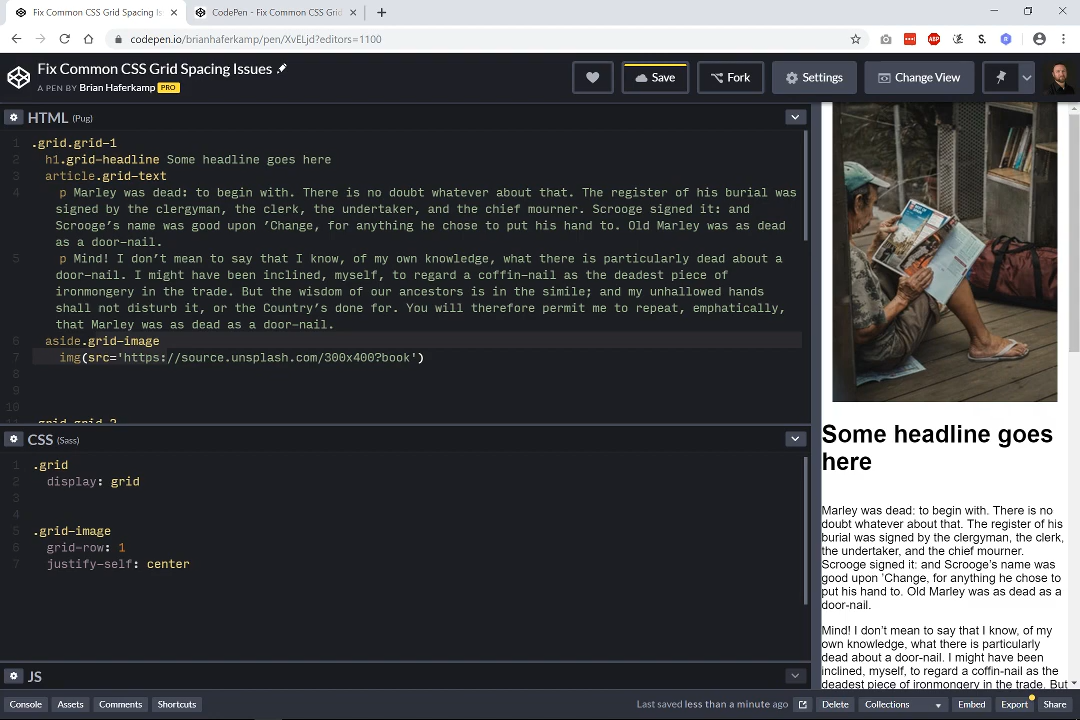 Fix Common CSS Grid Spacing Is
CodePen - Fix Common CSS Grid
codepen.io/brianhaferkamp/pen/XvELjd?editors=1100
ABP
S.
Fix Common CSS Grid Spacing Issues
A PEN BY Brian Haferkamp PRO
Save
Fork
Settings
Change View
HTML (Pug)
1 .grid.grid-1
2 h1.grid-headline Some headline goes here
3 article.grid-text
4 p Marley was dead: to begin with. There is no doubt whatever about that. The register of his burial was
signed by the clergyman, the clerk, the undertaker, and the chief mourner. Scrooge signed it: and
Scrooge’s name was good upon ’Change, for anything he chose to put his hand to. Old Marley was as dead
as a door-nail.
5 p Mind! I don’t mean to say that I know, of my own knowledge, what there is particularly dead about a
door-nail. I might have been inclined, myself, to regard a coffin-nail as the deadest piece of
ironmongery in the trade. But the wisdom of our ancestors is in the simile; and my unhallowed hands
shall not disturb it, or the Country’s done for. You will therefore permit me to repeat, emphatically,
that Marley was as dead as a door-nail.
6 aside.grid-image
7 img(src='https://source.unsplash.com/300x400?book')
8
9
10
11 .grid.grid-2
CSS (Sass)
1 .grid
2 display: grid
3
4
5 .grid-image
6 grid-row: 1
7 justify-self: center
JS
Some headline goes
here
Marley was dead: to begin with. There is no
doubt whatever about that. The register of his
burial was signed by the clergyman, the clerk,
the undertaker, and the chief mourner.
Scrooge signed it: and Scrooge’s name was
good upon ’Change, for anything he chose to
put his hand to. Old Marley was as dead as a
door-nail.
Mind! I don’t mean to say that I know, of my
own knowledge, what there is particularly
dead about a door-nail. I might have been
inclined, myself, to regard a coffin-nail as the
deadest piece of ironmongery in the trade. But
Console
Assets
Comments
Shortcuts
Last saved less than a minute ago
Delete
Collections
Embed
Export
Share